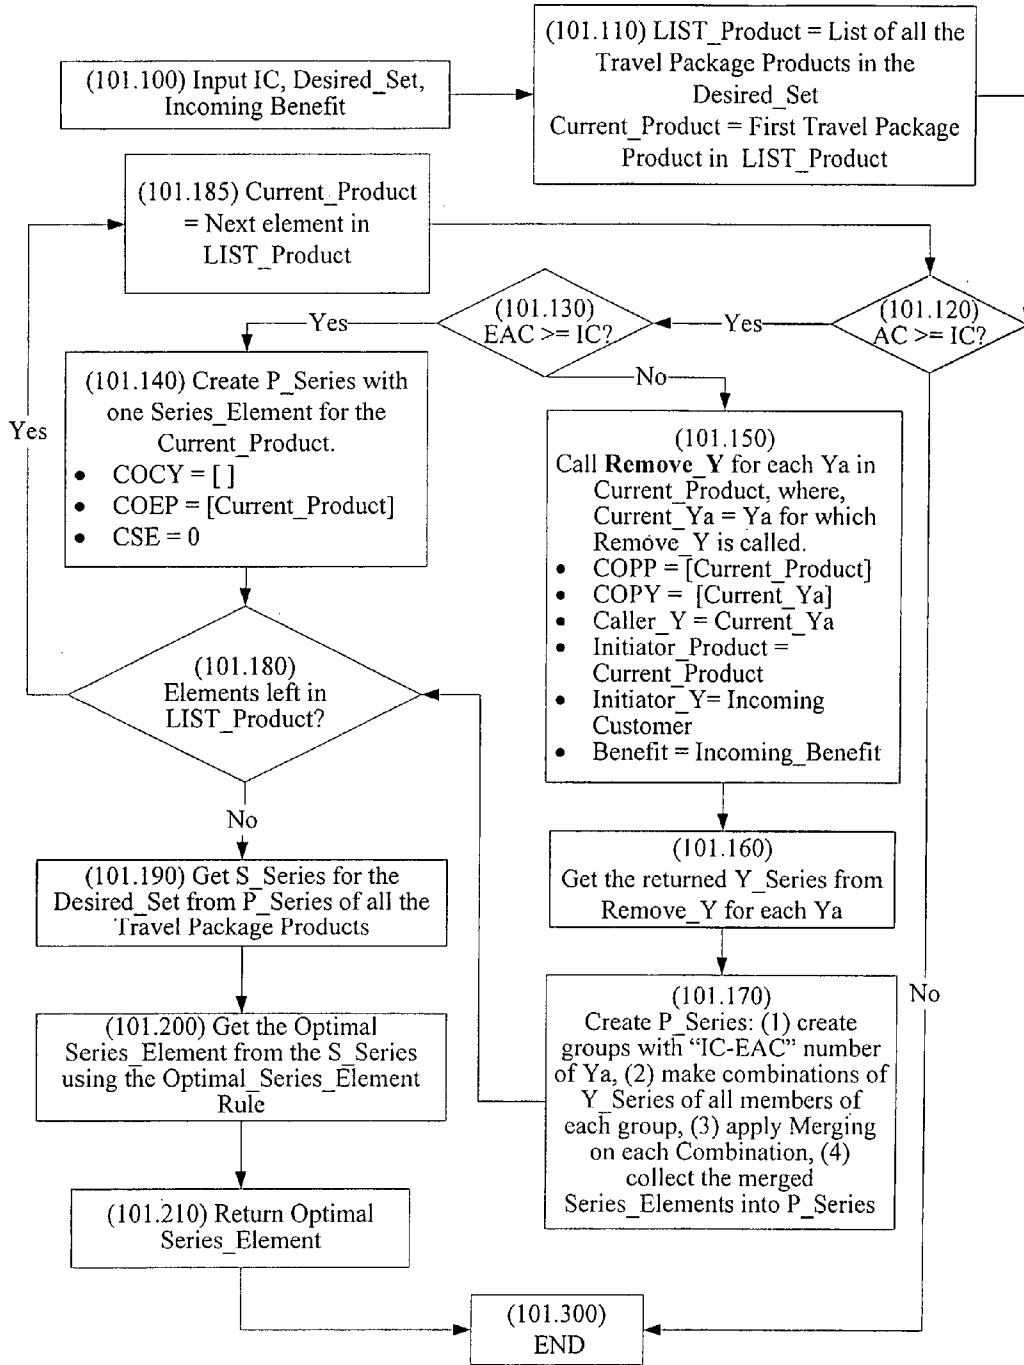 (101.100) Input IC, Desired_Set,
Incoming Benefit
(101.110) LIST_Product = List of all the
Travel Package Products in the
Desired_Set
Current_Product = First Travel Package
Product in LIST_Product
(101.185) Current_Product
= Next element in
LIST_Product
(101.120)
AC >= IC?
Yes
(101.130)
EAC >= IC?
Yes
No
(101.140) Create P_Series with
one Series_Element for the
Current_Product.
• COCY = [ ]
• COEP = [Current_Product]
• CSE = 0
Yes
(101.150)
Call Remove_Y for each Ya in
Current_Product, where,
Current_Ya = Ya for which
Remove_Y is called.
• COPP = [Current_Product]
• COPY = [Current_Ya]
• Caller_Y = Current_Ya
• Initiator_Product =
Current_Product
• Initiator_Y= Incoming
Customer
• Benefit = Incoming_Benefit
(101.180)
Elements left in
LIST_Product?
No
(101.160)
Get the returned Y_Series from
Remove_Y for each Ya
(101.190) Get S_Series for the
Desired_Set from P_Series of all the
Travel Package Products
(101.170)
Create P_Series: (1) create
groups with “IC-EAC” number
of Ya, (2) make combinations of
Y_Series of all members of
each group, (3) apply Merging
on each Combination, (4)
collect the merged
Series_Elements into P_Series
No
(101.200) Get the Optimal
Series_Element from the S_Series
using the Optimal_Series_Element
Rule
(101.210) Return Optimal
Series_Element
(101.300)
END